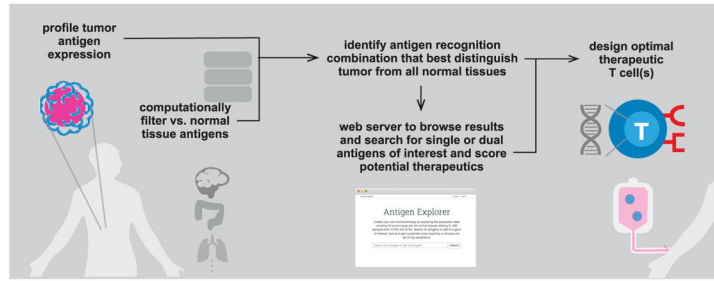 profile tumor
antigen
expression
computationally
filter vs. normal
tissue antigens
identify antigen recognition
combination that best distinguish
tumor from all normal tissues
web server to browse results
and search for single or dual
antigens of interest and score
potential therapeutics
Antigen Explorer
Search
design optimal
therapeutic
T cell(s)
T